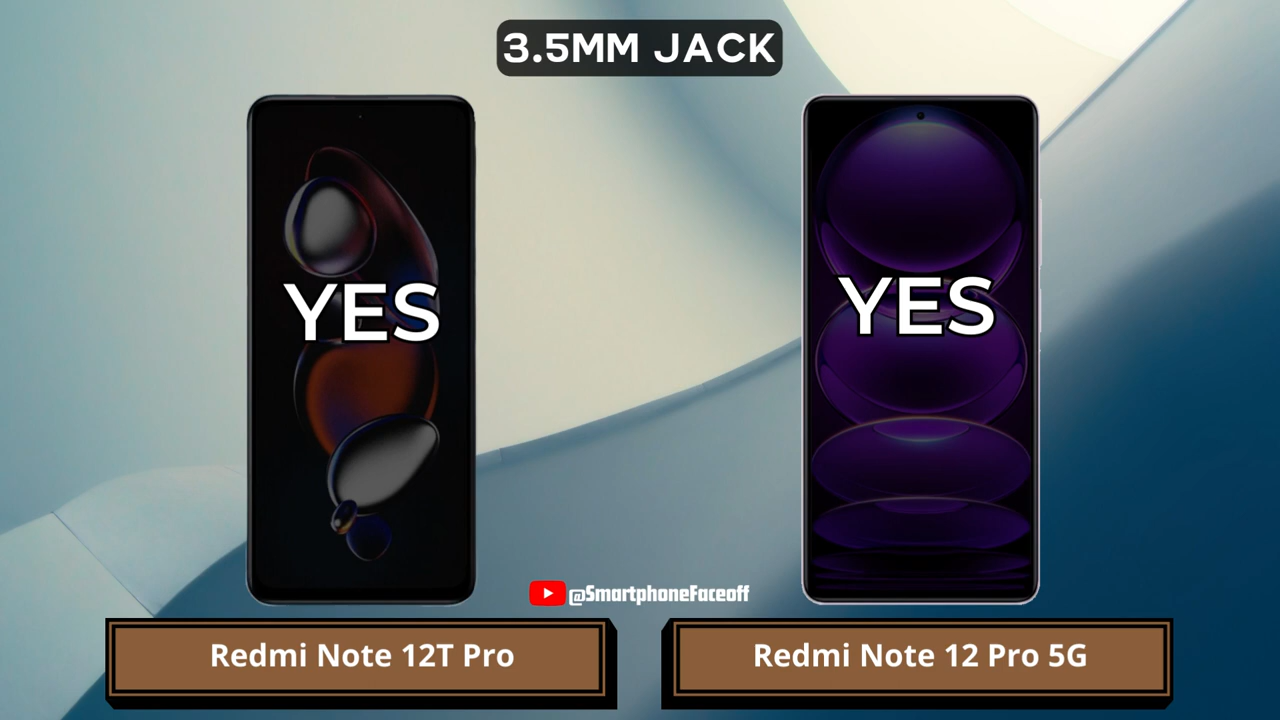 3.5MM JACK
YES
YES
@SmartphoneFaceoff
Redmi Note 12T Pro
Redmi Note 12 Pro 5G